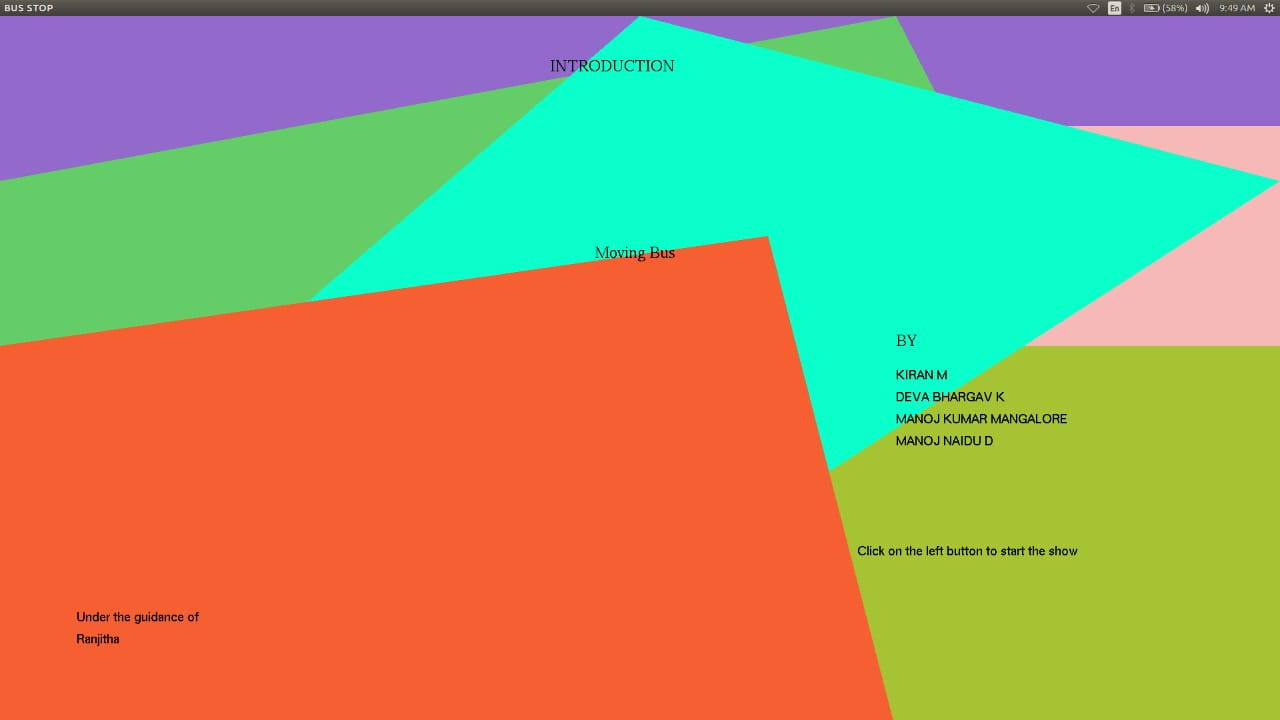 BUS STOP En (58%) 9:49 AM
INTRODUCTION
Moving Bus
BY
KIRAN M
DEVA BHARGAV K
MANOJ KUMAR MANGALORE
MANOJ NAIDU D
Click on the left button to start the show
Under the guidance of
Ranjitha